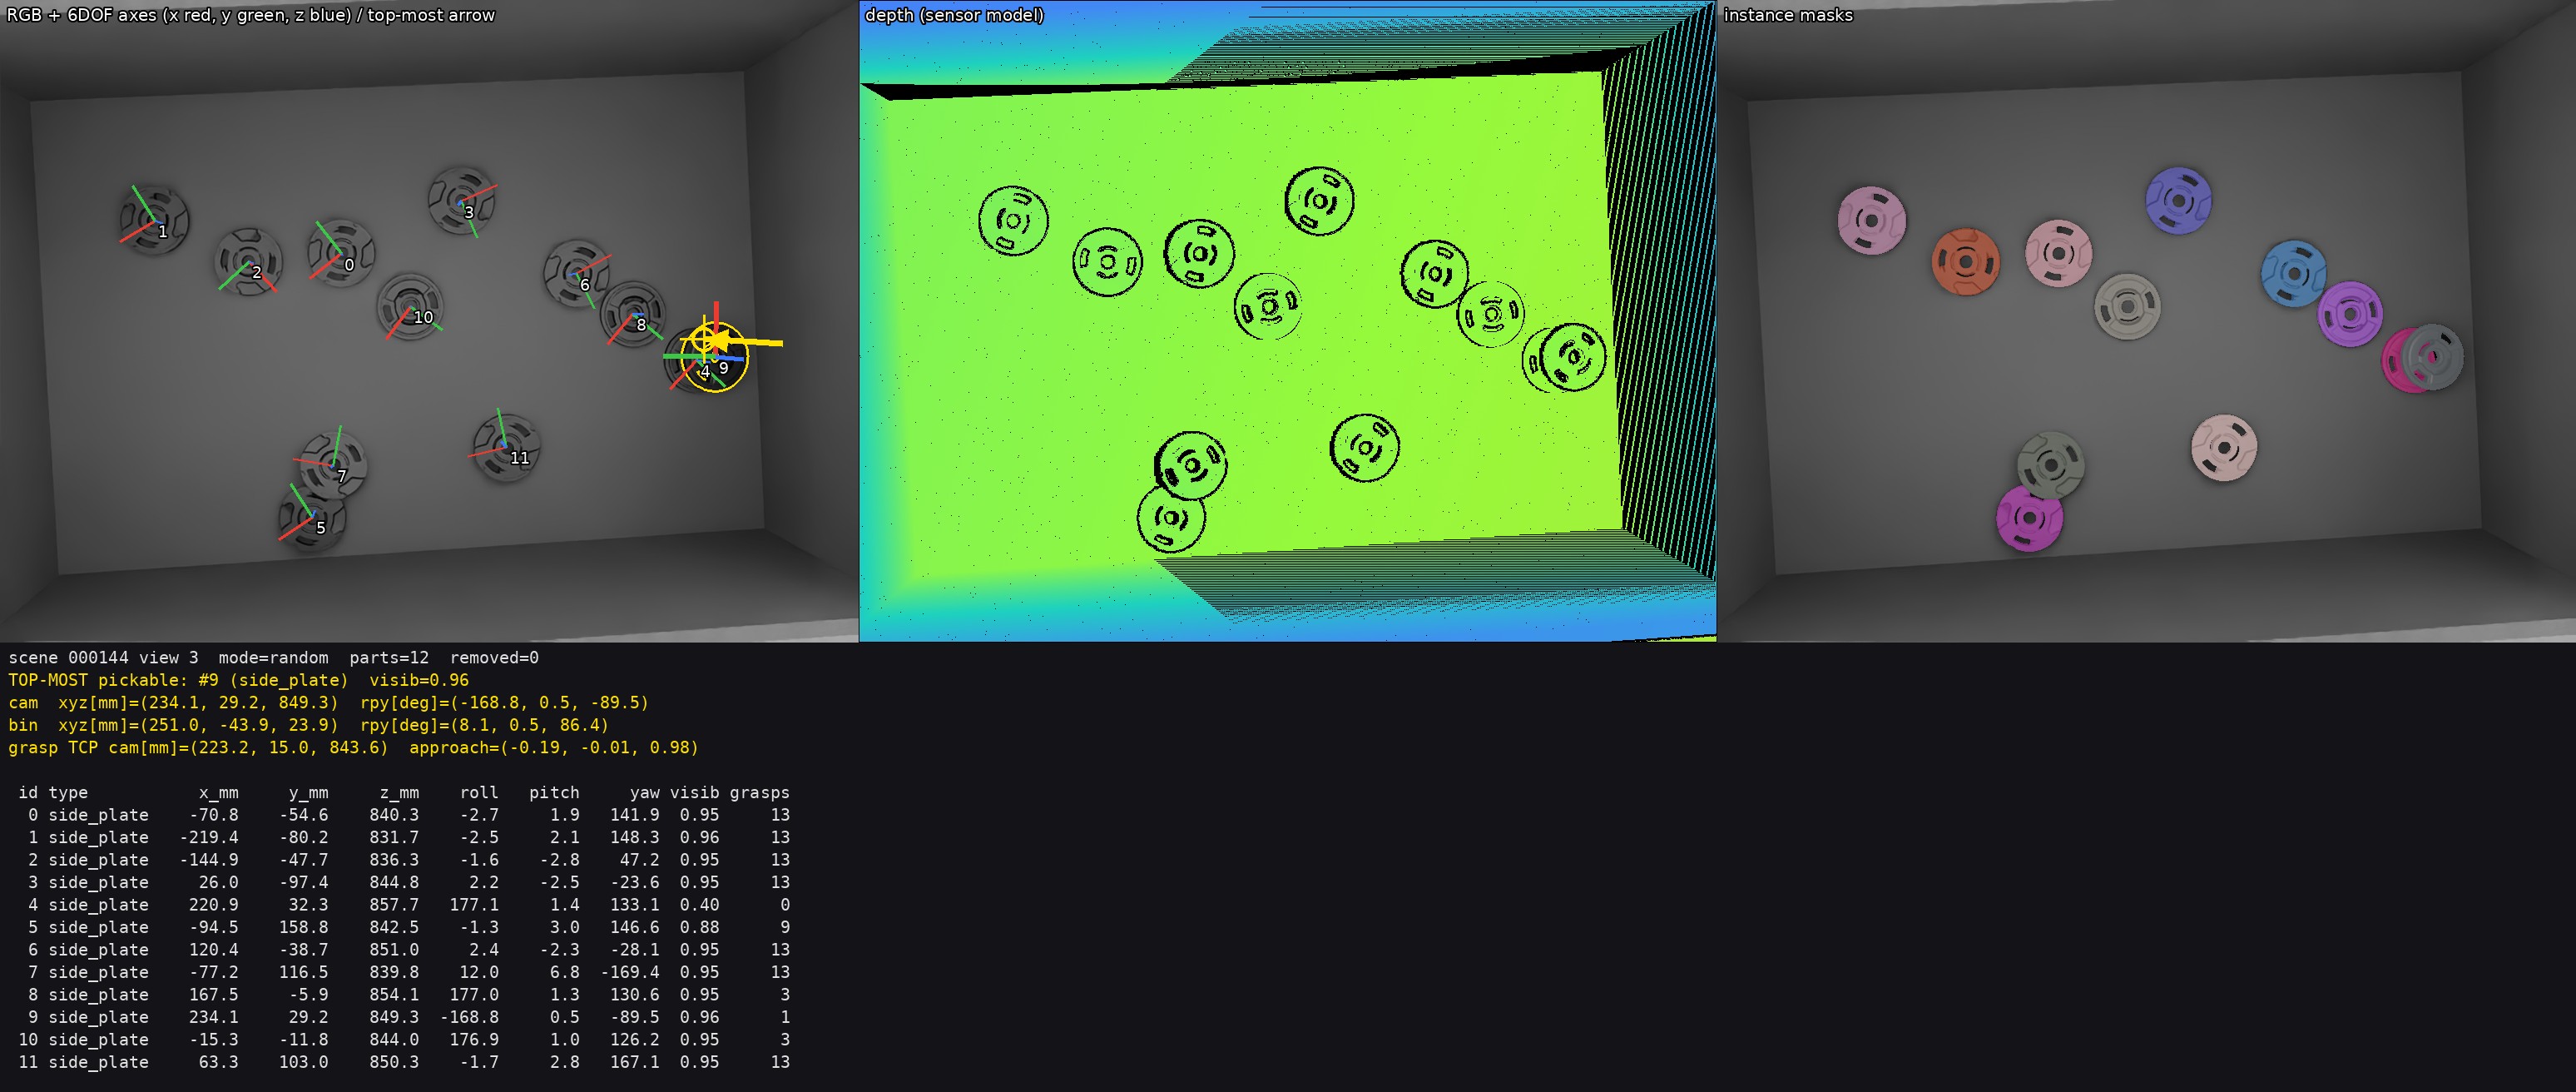 RGB + 6DOF axes (x red, y green, z blue) / top-most arrow
depth (sensor model)
instance masks
1
2
0
3
6
10
8
4
9
7
11
5
scene 000144 view 3  mode=random  parts=12  removed=0
TOP-MOST pickable: #9 (side_plate)  visib=0.96
cam  xyz[mm]=(234.1, 29.2, 849.3)  rpy[deg]=(-168.8, 0.5, -89.5)
bin  xyz[mm]=(251.0, -43.9, 23.9)  rpy[deg]=(8.1, 0.5, 86.4)
grasp TCP cam[mm]=(223.2, 15.0, 843.6)  approach=(-0.19, -0.01, 0.98)
id type x_mm y_mm z_mm roll pitch yaw visib grasps
0 side_plate -70.8 -54.6 840.3 -2.7 1.9 141.9 0.95 13
1 side_plate -219.4 -80.2 831.7 -2.5 2.1 148.3 0.96 13
2 side_plate -144.9 -47.7 836.3 -1.6 -2.8 47.2 0.95 13
3 side_plate 26.0 -97.4 844.8 2.2 -2.5 -23.6 0.95 13
4 side_plate 220.9 32.3 857.7 177.1 1.4 133.1 0.40 0
5 side_plate -94.5 158.8 842.5 -1.3 3.0 146.6 0.88 9
6 side_plate 120.4 -38.7 851.0 2.4 -2.3 -28.1 0.95 13
7 side_plate -77.2 116.5 839.8 12.0 6.8 -169.4 0.95 13
8 side_plate 167.5 -5.9 854.1 177.0 1.3 130.6 0.95 3
9 side_plate 234.1 29.2 849.3 -168.8 0.5 -89.5 0.96 1
10 side_plate -15.3 -11.8 844.0 176.9 1.0 126.2 0.95 3
11 side_plate 63.3 103.0 850.3 -1.7 2.8 167.1 0.95 13